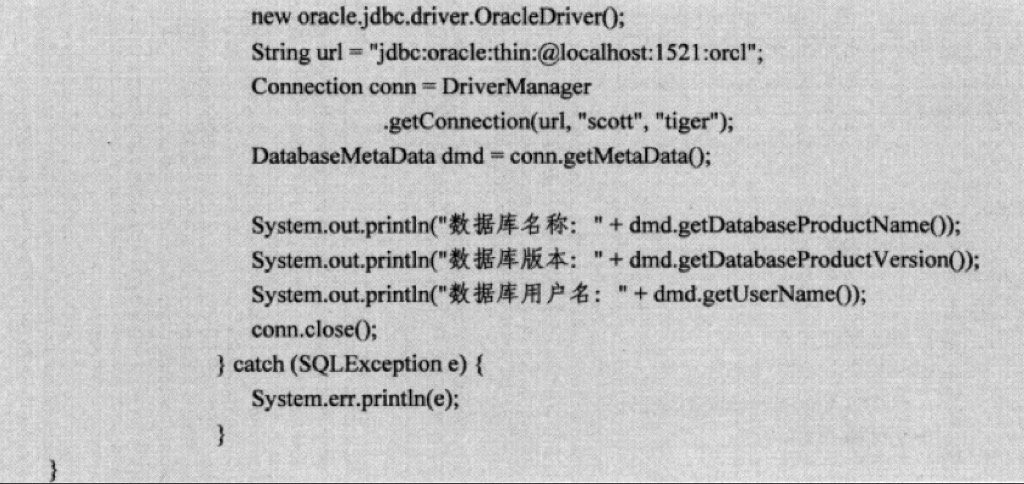 new oracle.jdbc.driver.OracleDriver();
String url = "jdbc:oracle:thin:@localhost:1521:orcl";
Connection conn = DriverManager
.getConnection(url, "scott", "tiger");
DatabaseMetaData dmd = conn.getMetaData();
System.out.println("数据库名称："+ dmd.getDatabaseProductName());
System.out.println("数据库版本："+ dmd.getDatabaseProductVersion());
System.out.println("数据库用户名：" + dmd.getUserName());
conn.close();
} catch (SQLException e) {
System.err.println(e);
}
}